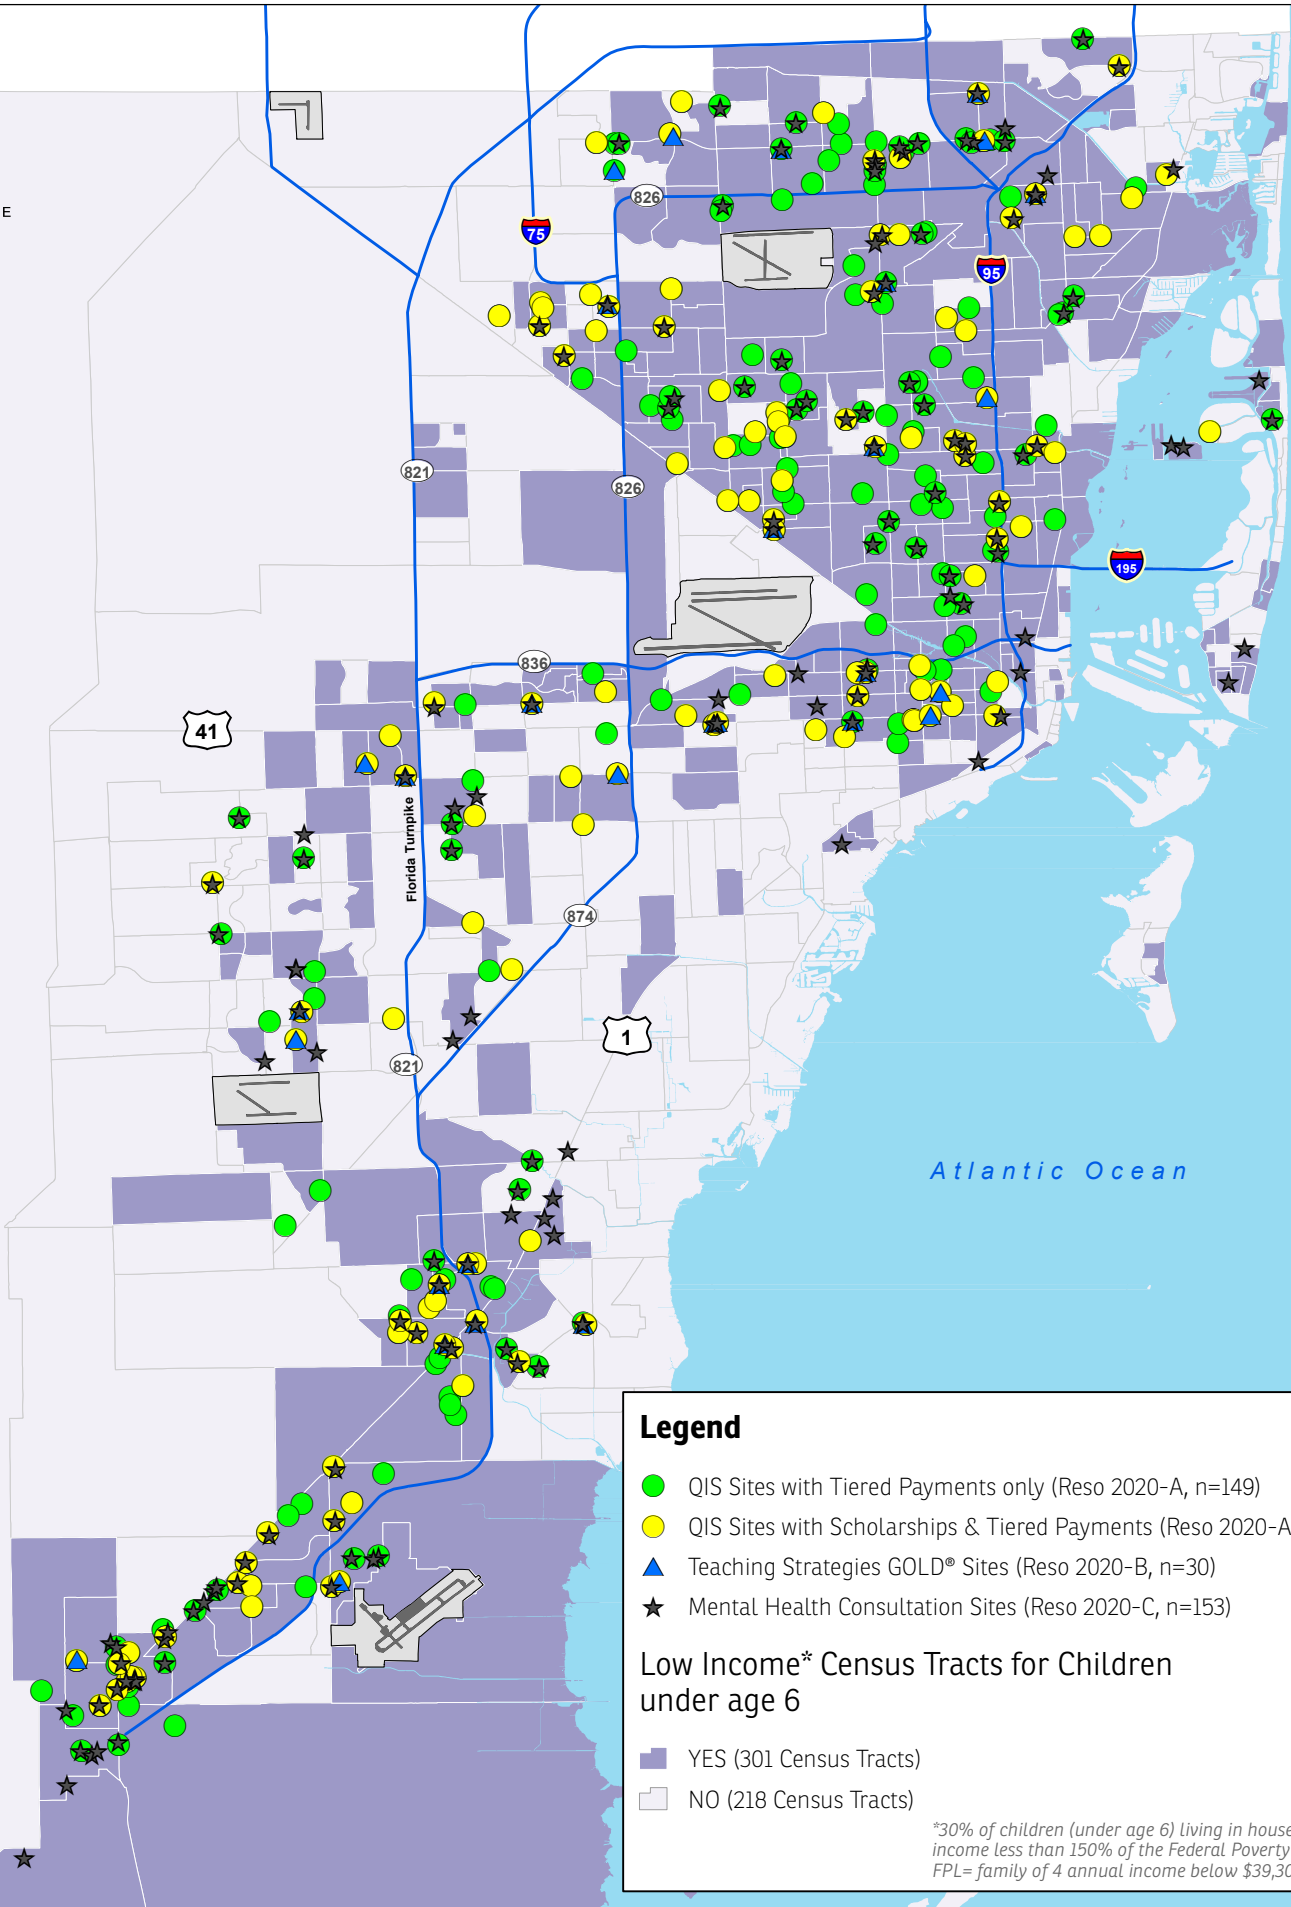 E
826
75
95
821
826
195
836
41
Florida Turnpike
874
1
821
Atlantic Ocean
Legend
QIS Sites with Tiered Payments only (Reso 2020-A, n=149)
QIS Sites with Scholarships & Tiered Payments (Reso 2020-A
Teaching Strategies GOLD® Sites (Reso 2020-B, n=30)
Mental Health Consultation Sites (Reso 2020-C, n=153)
Low Income* Census Tracts for Children
under age 6
YES (301 Census Tracts)
NO (218 Census Tracts)
*30% of children (under age 6) living in house
income less than 150% of the Federal Poverty
FPL= family of 4 annual income below $39,30